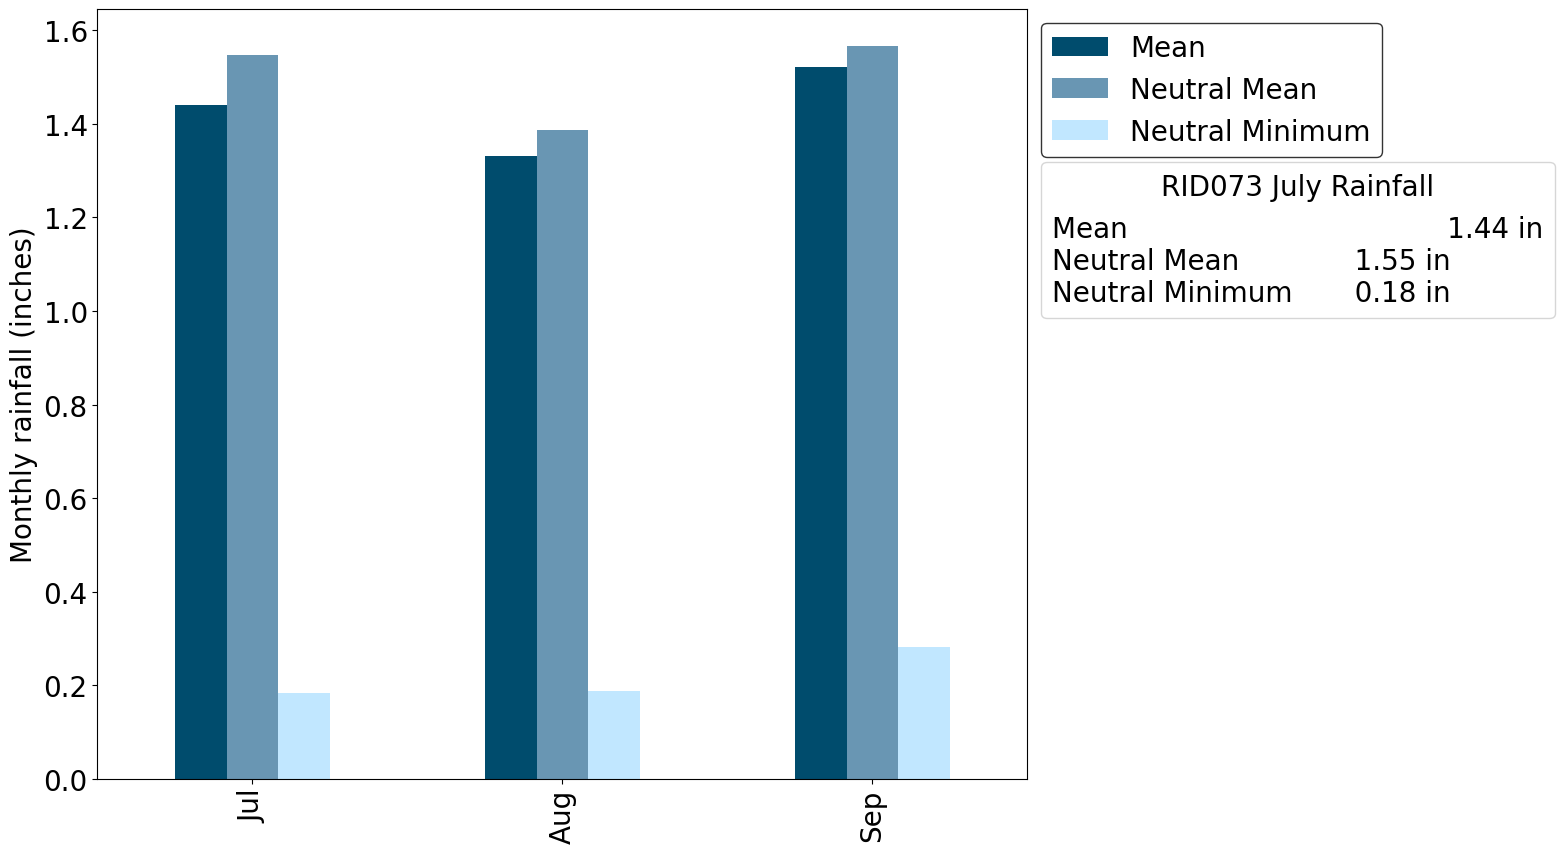 Monthly rainfall (inches)
1.6
1.4
1.2
1.0
0.8
0.6
0.4
0.2
0.0
Jul
Aug
Sep
Mean
Neutral Mean
Neutral Minimum
RID073 July Rainfall
Mean 1.44 in
Neutral Mean 1.55 in
Neutral Minimum 0.18 in